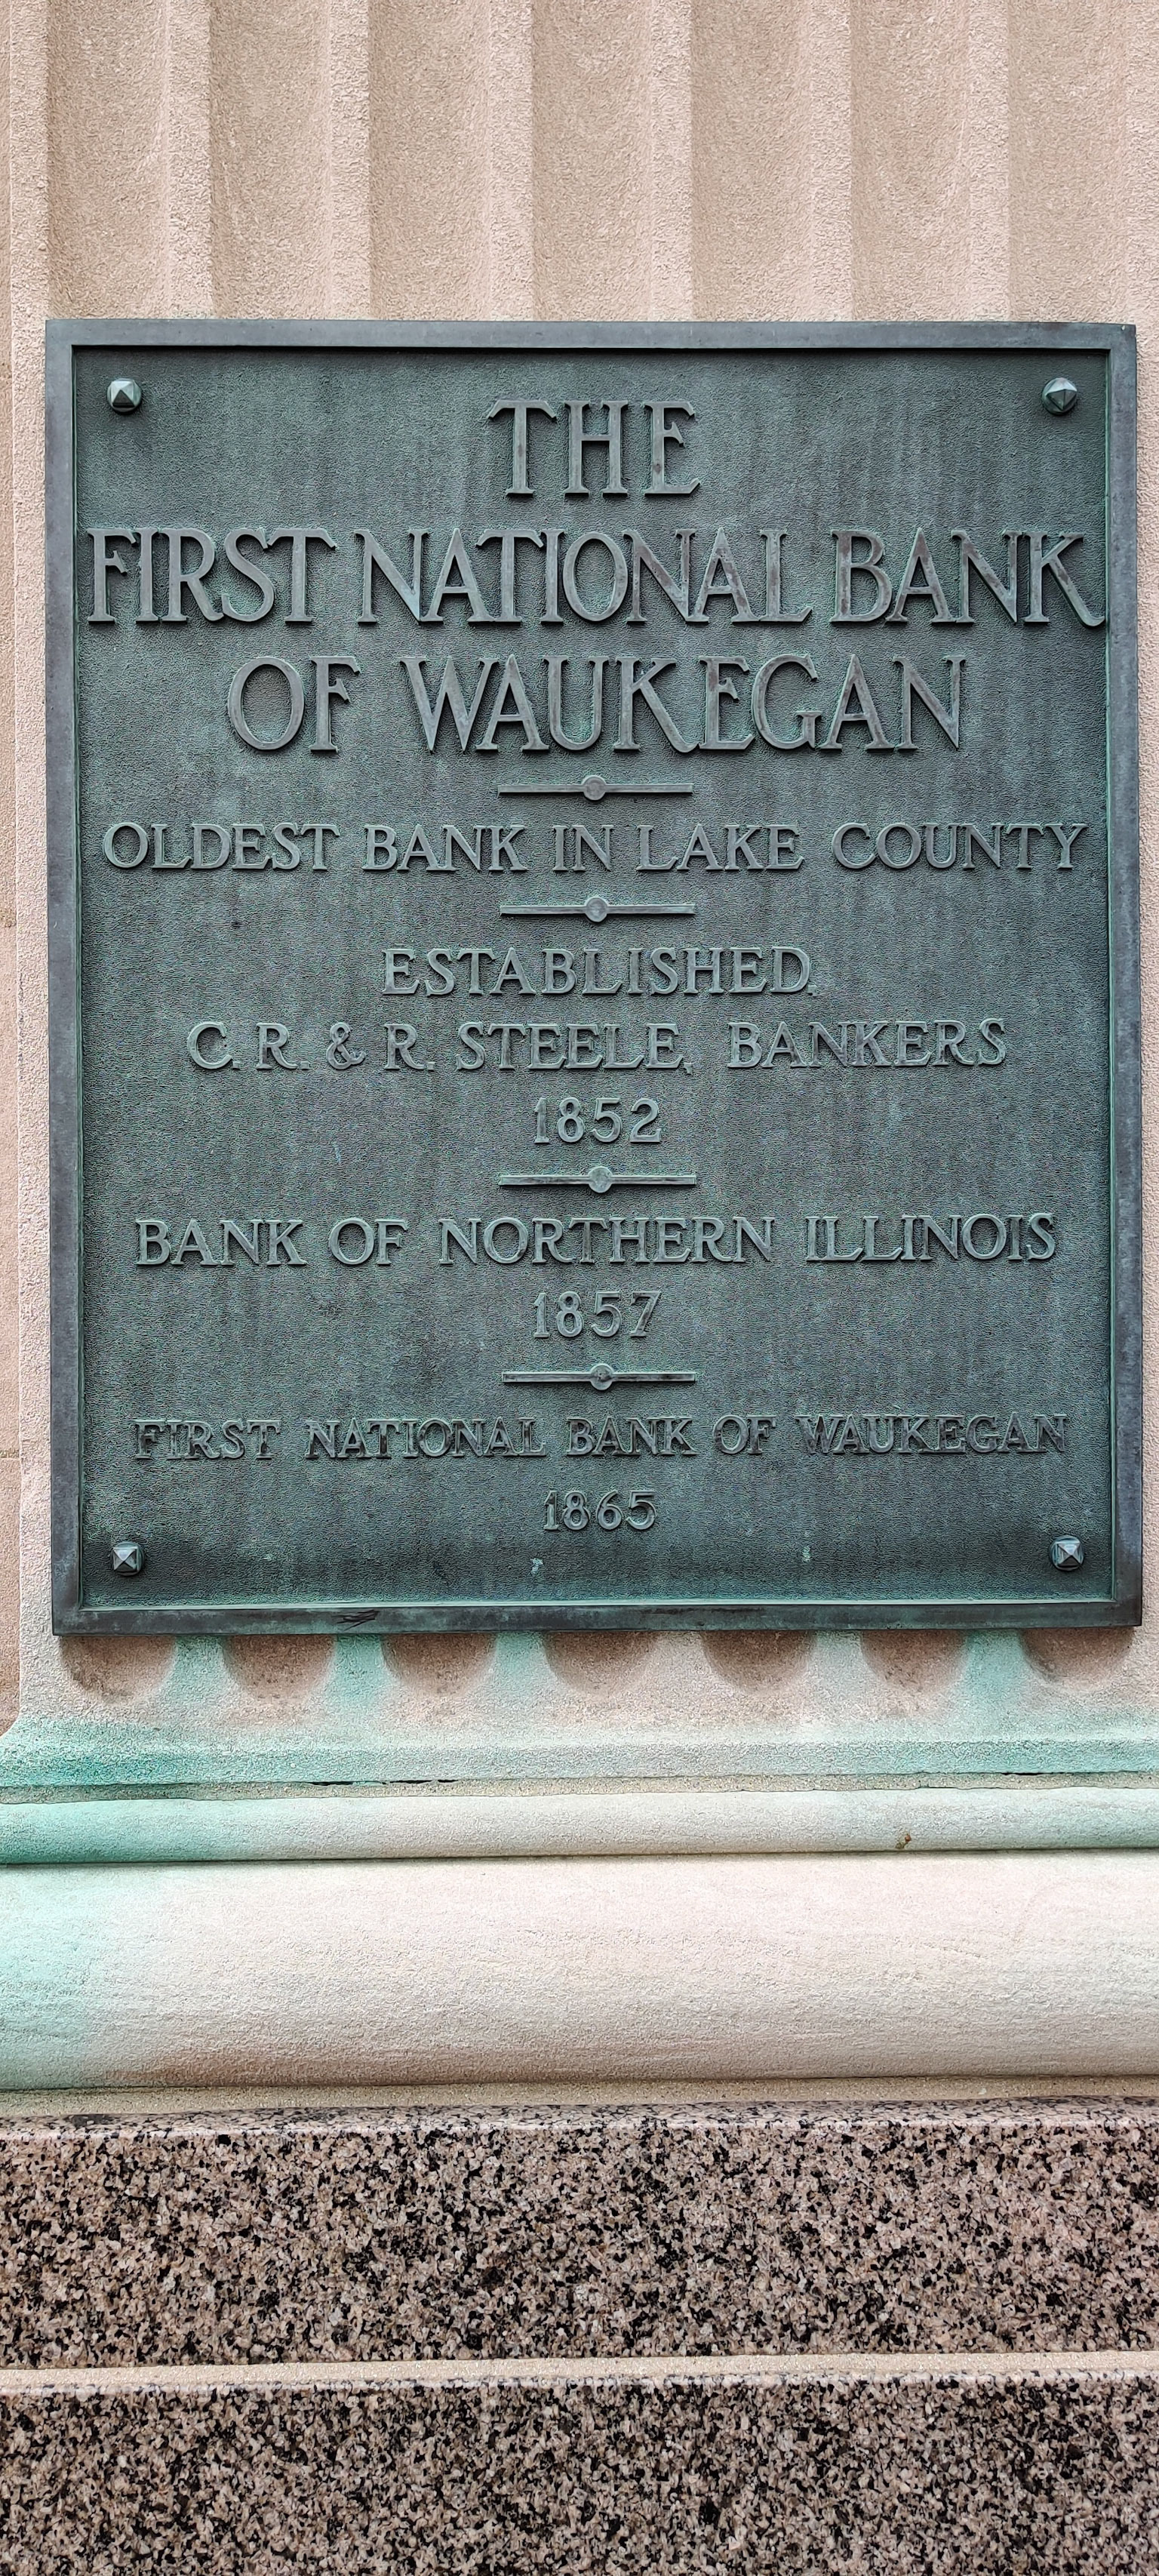 THE
FIRST NATIONAL BANK
OF WAUKEGAN
OLDEST BANK IN LAKE COUNTY
ESTABLISHED
C. R. & R. STEELE, BANKERS
1852
BANK OF NORTHERN ILLINOIS
1857
FIRST NATIONAL BANK OF WAUKEGAN
1865